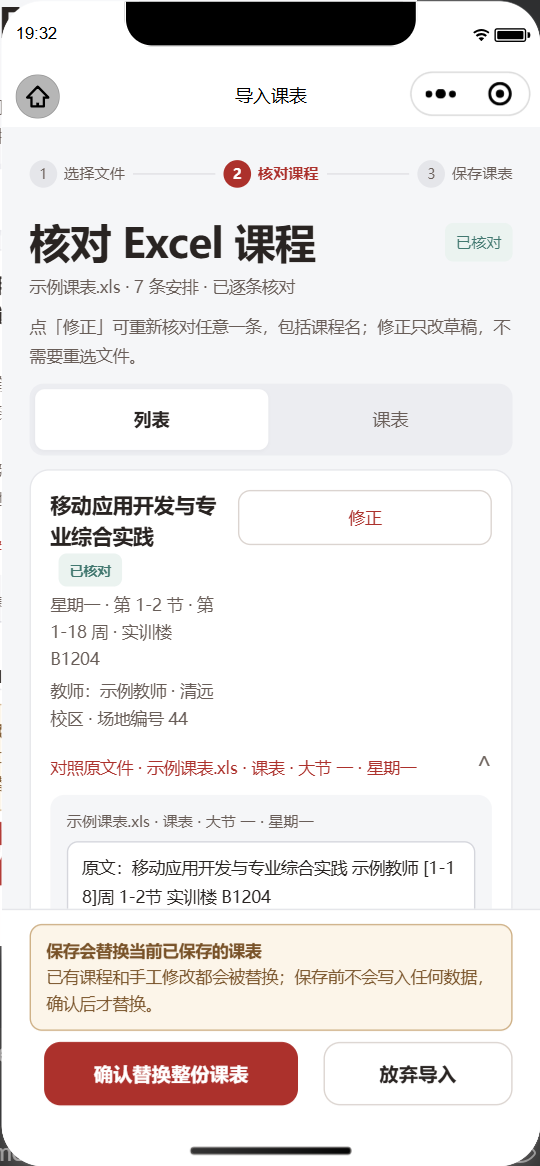 19:32
导入课表
1 选择文件 2 核对课程 3 保存课表
核对 Excel 课程
已核对
示例课表.xls · 7 条安排 · 已逐条核对
点「修正」可重新核对任意一条，包括课程名；修正只改草稿，不
需要重选文件。
列表 课表
移动应用开发与专
业综合实践
修正
已核对
星期一 · 第 1-2 节 · 第
1-18 周 · 实训楼
B1204
教师：示例教师 · 清远
校区 · 场地编号 44
对照原文件 · 示例课表.xls · 课表 · 大节 一 · 星期一
示例课表.xls · 课表 · 大节 一 · 星期一
原文：移动应用开发与专业综合实践 示例教师 [1-1
8]周 1-2节 实训楼 B1204
保存会替换当前已保存的课表
已有课程和手工修改都会被替换；保存前不会写入任何数据，
确认后才替换。
确认替换整份课表 放弃导入